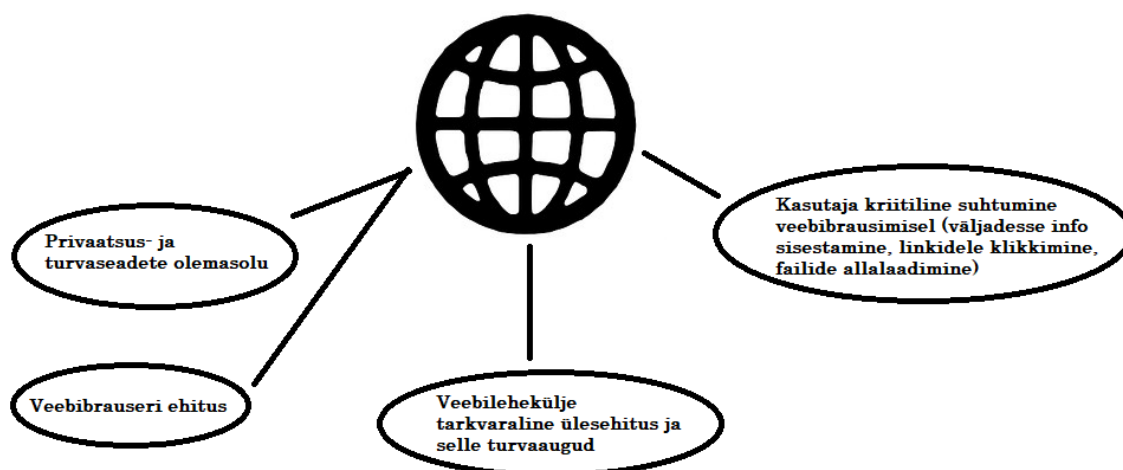 Privaatsus- ja
turvaseadete olemasolu
Veebibrauseri ehitus
Veebilehekülje
tarkvaraline ülesehitus ja
selle turvaaugud
Kasutaja kriitiline suhtumine
veebibrausimisel (väljadesse info
sisestamine, linkidele klikkimine,
failide allalaadimine)